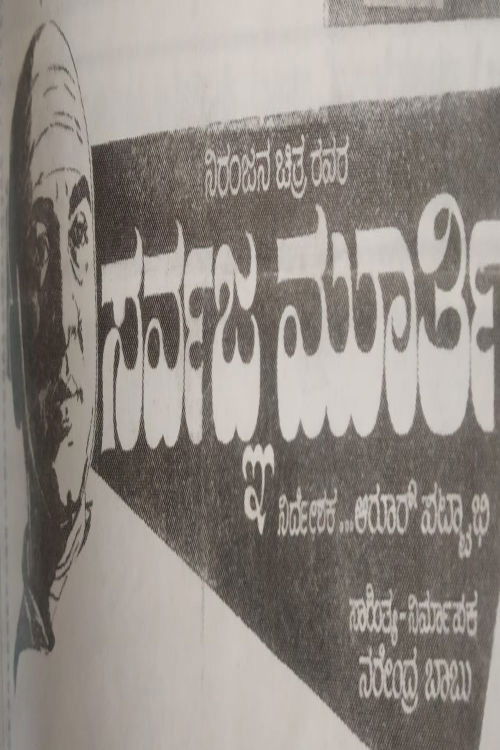 ನಿರಂಜನ ಚಿತ್ರ ರವರ
ಸರ್ವಜ್ಞ ಮೂರ್ತಿ
ನಿರ್ದೇಶಕ...ಆರೂರ್ ಪಟ್ಟಾಭಿ
ಸಾಹಿತ್ಯ-ನಿರ್ಮಾಪಕ
ನರೇಂದ್ರ ಬಾಬು